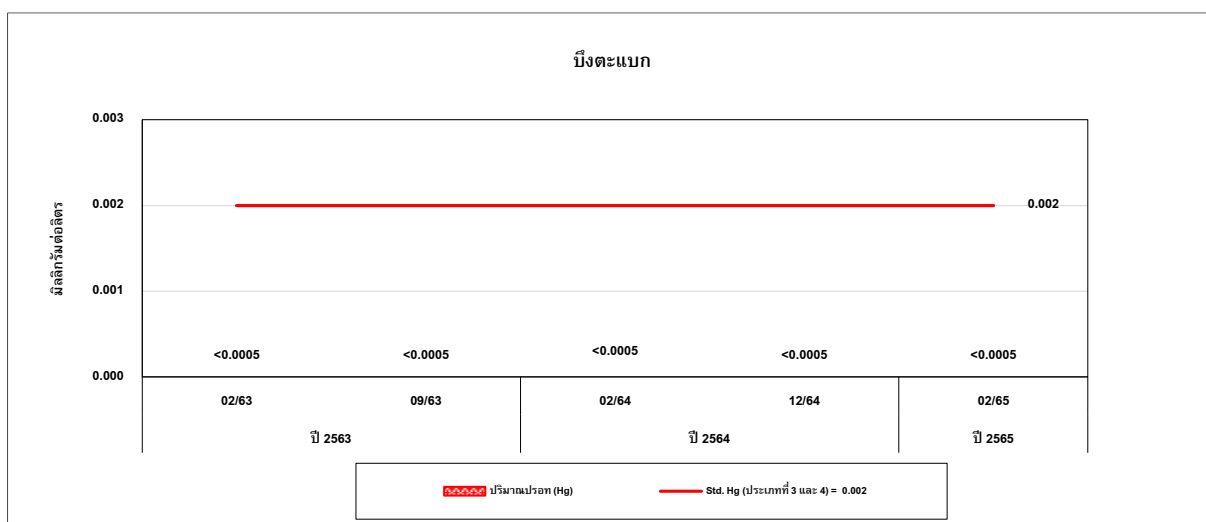 บึงตะแบก
0.003
มิลลิกรัมต่อลิตร
0.002
0.002
0.001
<0.0005 <0.0005 <0.0005 <0.0005 <0.0005
0.000
02/63 09/63 02/64 12/64 02/65
ปี 2563 ปี 2564 ปี 2565
ปริมาณปรอท (Hg) Std. Hg (ประเภทที่ 3 และ 4) = 0.002